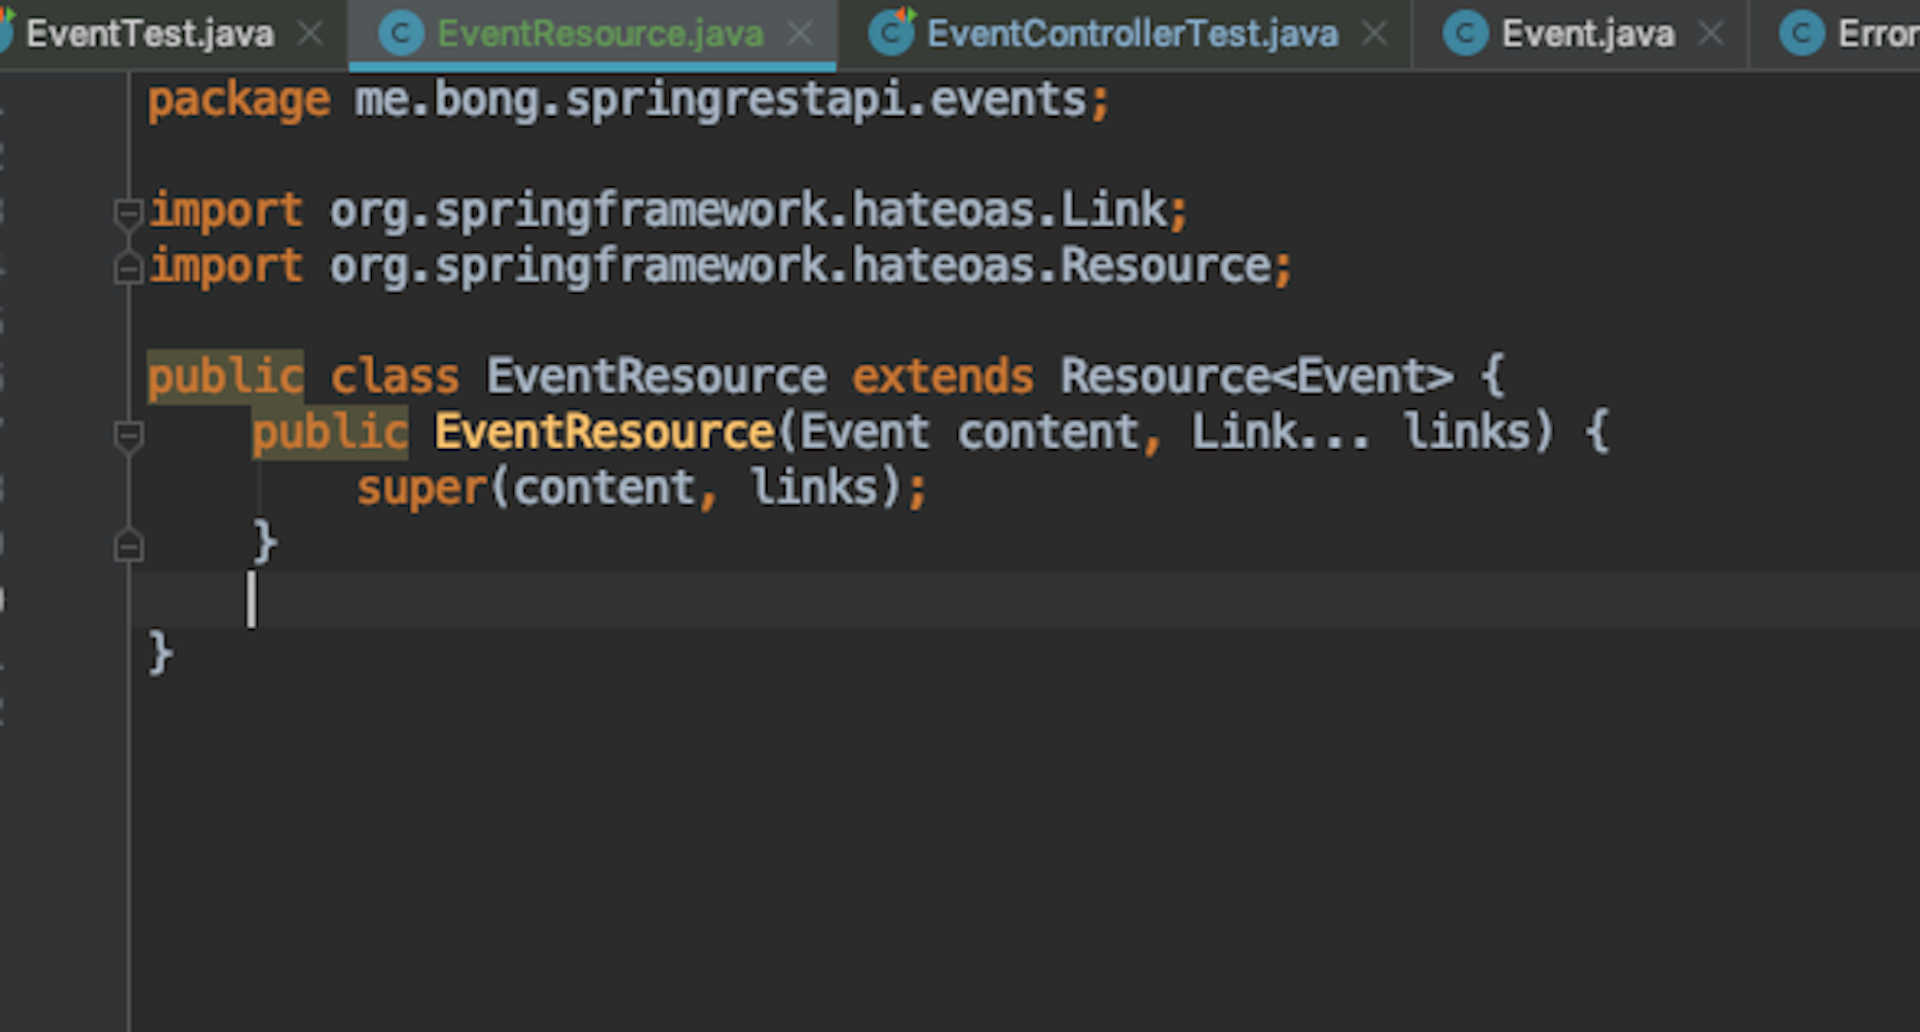 EventTest.java EventResource.java EventControllerTest.java Event.java Error
package me.bong.springrestapi.events;
import org.springframework.hateoas.Link;
import org.springframework.hateoas.Resource;
public class EventResource extends Resource<Event> {
public EventResource(Event content, Link... links) {
super(content, links);
}
}